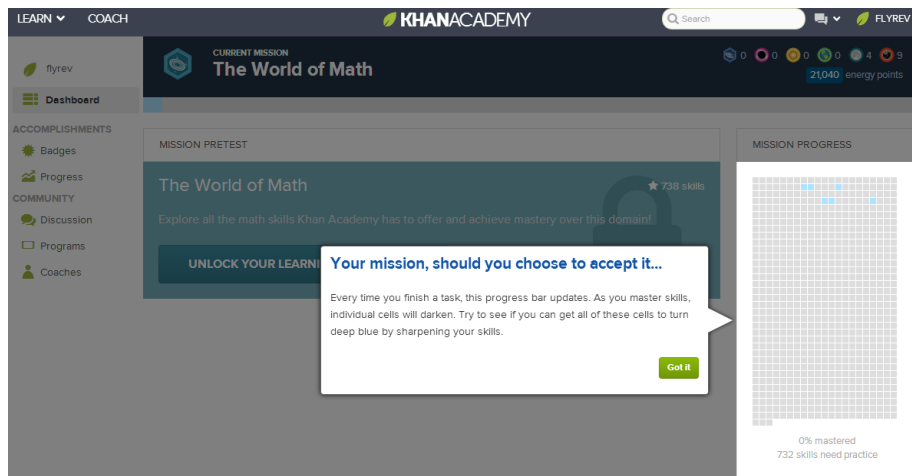 LEARN COACH KHANACADEMY Search FLYREV
flyrev
Dashboard
ACCOMPLISHMENTS
Badges
Progress
COMMUNITY
Discussion
Programs
Coaches
CURRENT MISSION
The World of Math
0 0 0 0 4 9
21,040 energy points
MISSION PRETEST
The World of Math
738 skills
Explore all the math skills Khan Academy has to offer and achieve mastery over this domain!
UNLOCK YOUR LEARNI
Your mission, should you choose to accept it...
Every time you finish a task, this progress bar updates. As you master skills,
individual cells will darken. Try to see if you can get all of these cells to turn
deep blue by sharpening your skills.
Got it
MISSION PROGRESS
0% mastered
732 skills need practice